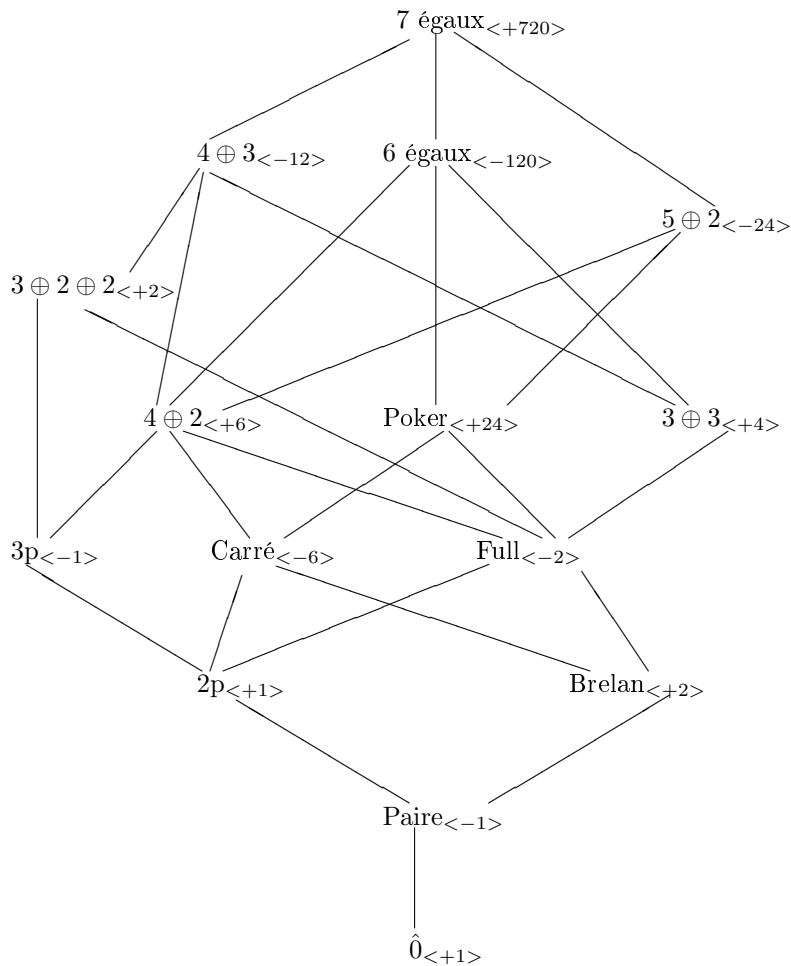 7 égaux<+720>
4 ⊕ 3<−12> 6 égaux<−120>
5 ⊕ 2<−24>
3 ⊕ 2 ⊕ 2<+2>
4 ⊕ 2<+6> Poker<+24> 3 ⊕ 3<+4>
3p<−1> Carré<−6> Full<−2>
2p<+1> Brelan<+2>
Paire<−1>
0̂<+1>